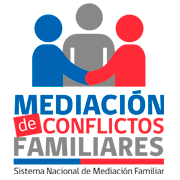 MEDIACIÓN
de CONFLICTOS
FAMILIARES
Sistema Nacional de Mediación Familiar